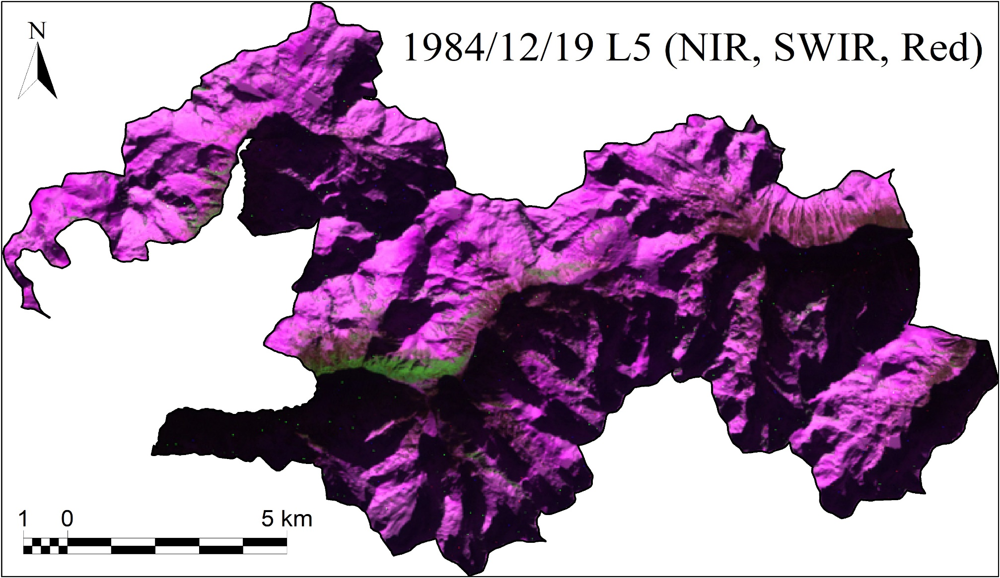 N
1984/12/19 L5 (NIR, SWIR, Red)
1 0 5 km